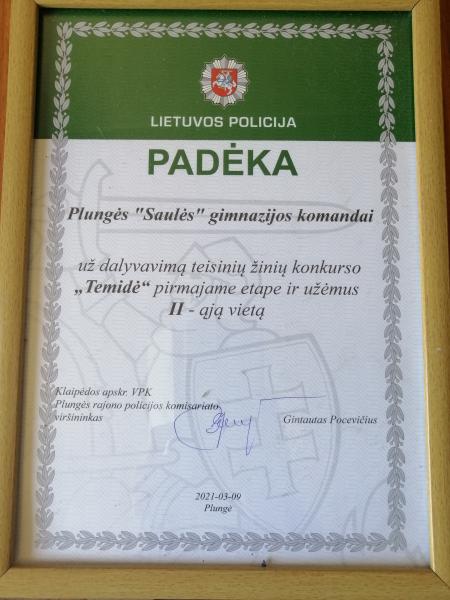 LIETUVOS POLICIJA
PADĖKA
Plungės "Saulės" gimnazijos komandai
už dalyvavimą teisinių žinių konkurso
„Temidė“ pirmajame etape ir užėmus
II - ąją vietą
Klaipėdos apskr. VPK
Plungės rajono policijos komisariato
viršininkas
Gintautas Pocevičius
2021-03-09
Plungė